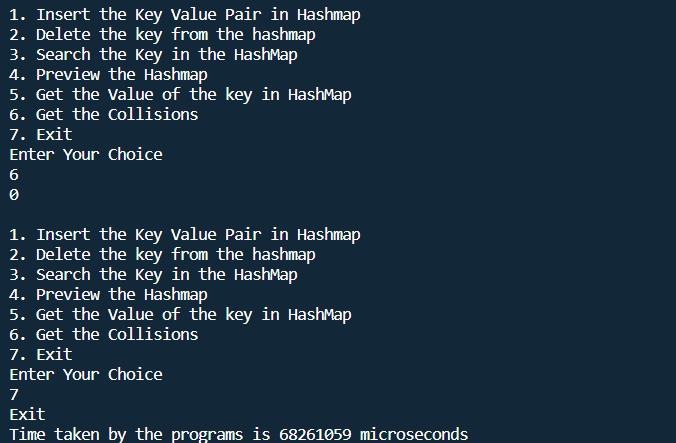 1. Insert the Key Value Pair in Hashmap
2. Delete the key from the hashmap
3. Search the Key in the HashMap
4. Preview the Hashmap
5. Get the Value of the key in HashMap
6. Get the Collisions
7. Exit
Enter Your Choice
6
0
1. Insert the Key Value Pair in Hashmap
2. Delete the key from the hashmap
3. Search the Key in the HashMap
4. Preview the Hashmap
5. Get the Value of the key in HashMap
6. Get the Collisions
7. Exit
Enter Your Choice
7
Exit
Time taken by the programs is 68261059 microseconds